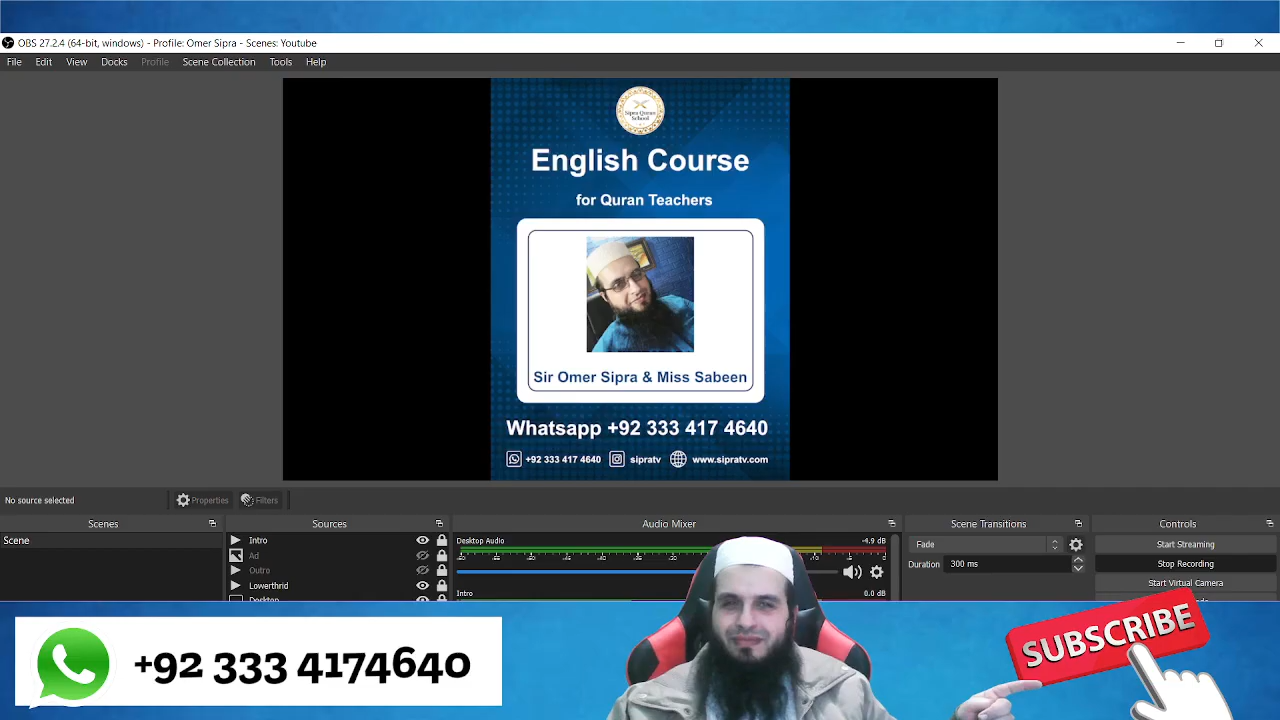 OBS 27.2.4 (64-bit, windows) - Profile: Omer Sipra - Scenes: Youtube
File Edit View Docks Profile Scene Collection Tools Help
Sipra Quran
School
English Course
for Quran Teachers
Sir Omer Sipra & Miss Sabeen
Whatsapp +92 333 417 4640
+92 333 417 4640 sipratv www.sipratv.com
No source selected Properties Filters
Scenes Sources Audio Mixer Scene Transitions Controls
Scene Intro Desktop Audio -4.9 dB Fade Start Streaming
Ad
Outro Duration 300 ms Stop Recording
Lowerthrid Start Virtual Camera
Desktop Intro 0.0 dB
+92 333 4174640
SUBSCRIBE